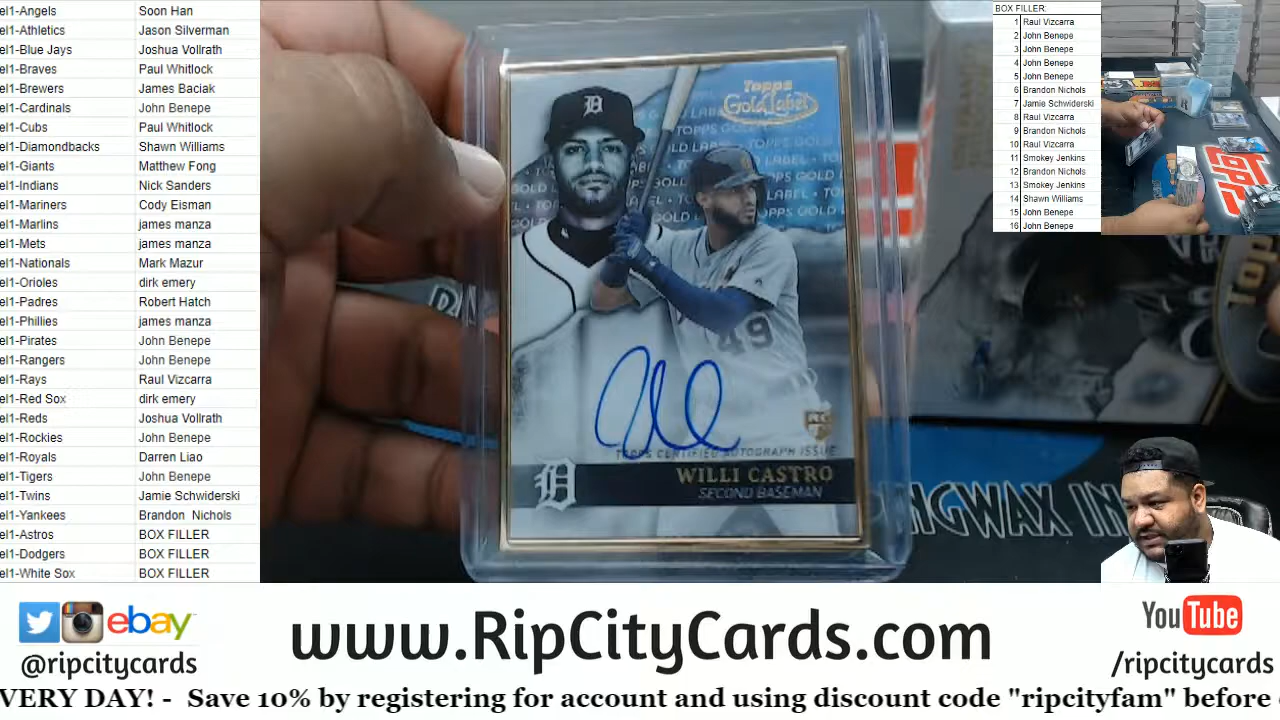 el1-Angels Soon Han
el1-Athletics Jason Silverman
el1-Blue Jays Joshua Vollrath
el1-Braves Paul Whitlock
el1-Brewers James Baciak
el1-Cardinals John Benepe
el1-Cubs Paul Whitlock
el1-Diamondbacks Shawn Williams
el1-Giants Matthew Fong
el1-Indians Nick Sanders
el1-Mariners Cody Eisman
el1-Marlins james manza
el1-Mets james manza
el1-Nationals Mark Mazur
el1-Orioles dirk emery
el1-Padres Robert Hatch
el1-Phillies james manza
el1-Pirates John Benepe
el1-Rangers John Benepe
el1-Rays Raul Vizcarra
el1-Red Sox dirk emery
el1-Reds Joshua Vollrath
el1-Rockies John Benepe
el1-Royals Darren Liao
el1-Tigers John Benepe
el1-Twins Jamie Schwiderski
el1-Yankees Brandon Nichols
el1-Astros BOX FILLER
el1-Dodgers BOX FILLER
el1-White Sox BOX FILLER
Topps
Gold Label
49
RC
TOPPS CERTIFIED AUTOGRAPH ISSUE
D
WILLI CASTRO
SECOND BASEMAN
NGWAX IN
BOX FILLER:
1 Raul Vizcarra
2 John Benepe
3 John Benepe
4 John Benepe
5 John Benepe
6 Brandon Nichols
7 Jamie Schwiderski
8 Raul Vizcarra
9 Brandon Nichols
10 Raul Vizcarra
11 Smokey Jenkins
12 Brandon Nichols
13 Smokey Jenkins
14 Shawn Williams
15 John Benepe
16 John Benepe
ebay
@ripcitycards
www.RipCityCards.com
YouTube
/ripcitycards
VERY DAY! - Save 10% by registering for account and using discount code "ripcityfam" before